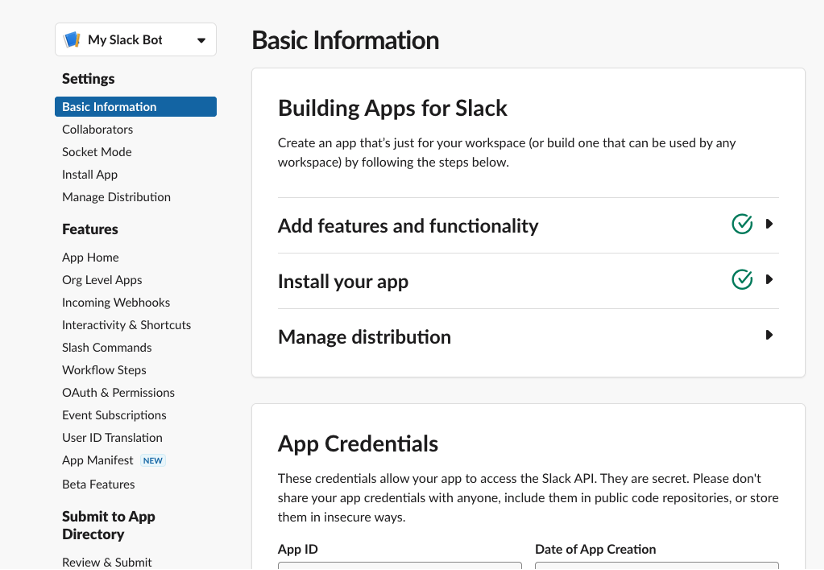 My Slack Bot
Settings
Basic Information
Collaborators
Socket Mode
Install App
Manage Distribution
Features
App Home
Org Level Apps
Incoming Webhooks
Interactivity & Shortcuts
Slash Commands
Workflow Steps
OAuth & Permissions
Event Subscriptions
User ID Translation
App Manifest NEW
Beta Features
Submit to App
Directory
Review & Submit
Basic Information
Building Apps for Slack
Create an app that's just for your workspace (or build one that can be used by any
workspace) by following the steps below.
Add features and functionality
Install your app
Manage distribution
App Credentials
These credentials allow your app to access the Slack API. They are secret. Please don't
share your app credentials with anyone, include them in public code repositories, or store
them in insecure ways.
App ID
Date of App Creation